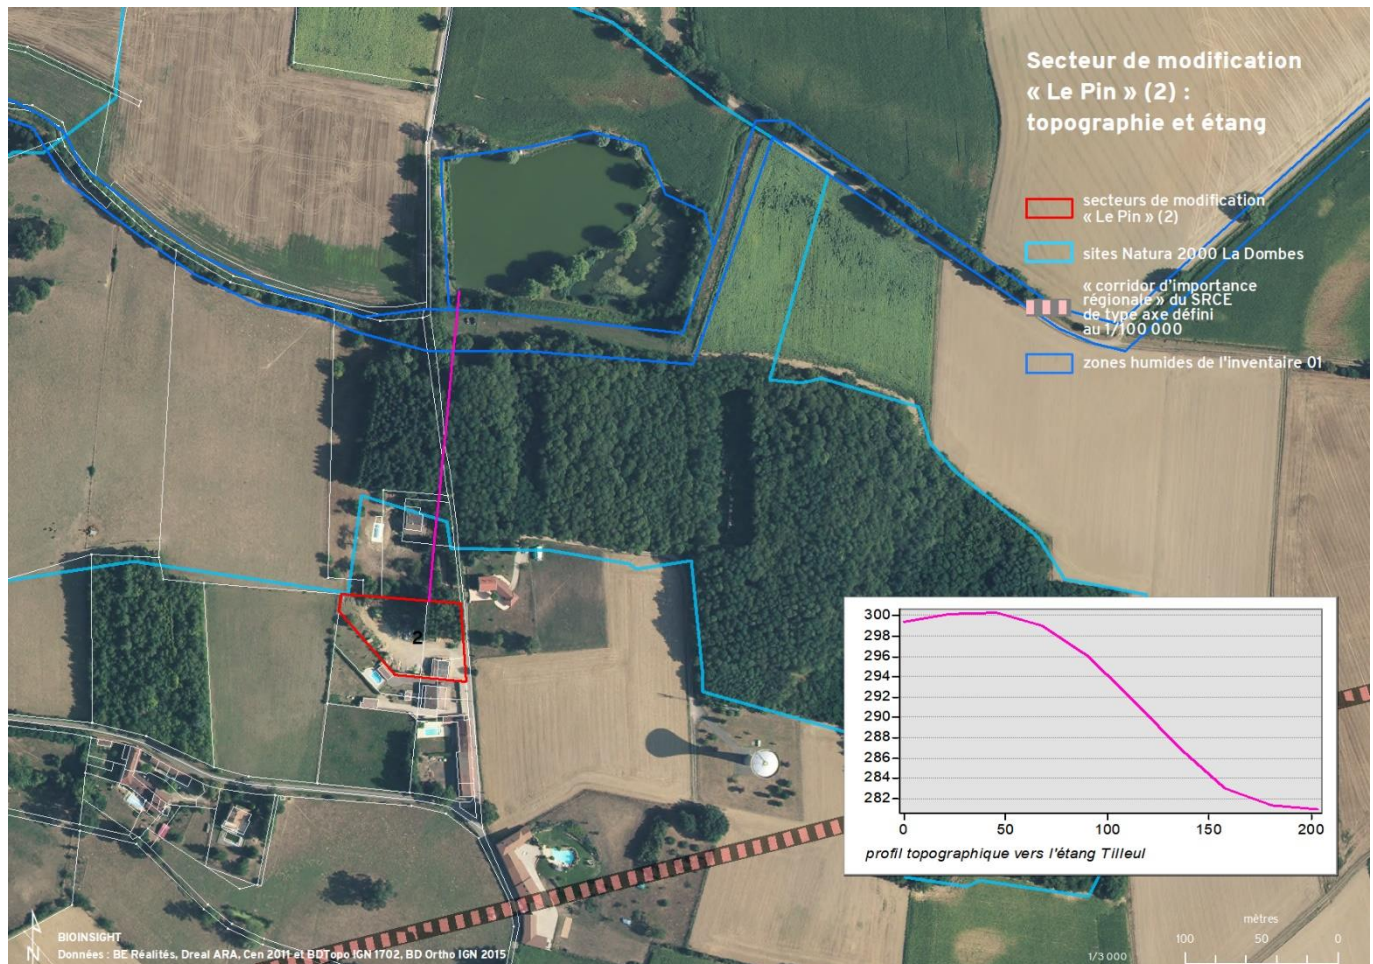 Secteur de modification
« Le Pin » (2) :
topographie et étang
secteurs de modification
« Le Pin » (2)
sites Natura 2000 La Dombes
« corridor d'importance
régionale » du SRCE
de type axe défini
au 1/100 000
zones humides de l'inventaire 01
2
300
298
296
294
292
290
288
286
284
282
0 50 100 150 200
profil topographique vers l'étang Tilleul
mètres
100 50 0
1/3 000
N
BIOINSIGHT
Données : BE Réalités, Dreal ARA, Cen 2011 et BDTopo IGN 1702, BD Ortho IGN 2015